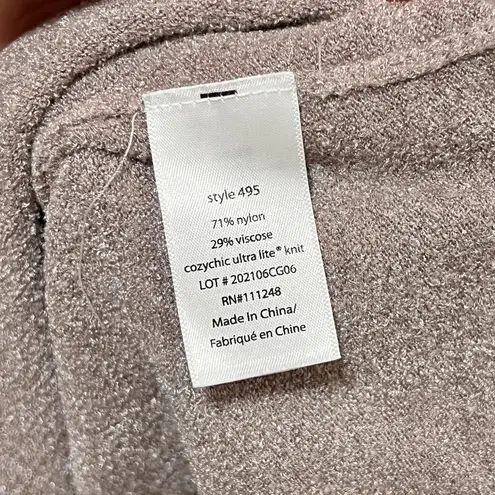 style 495
71% nylon
29% viscose
cozychic ultra lite® knit
LOT # 202106CG06
RN#111248
Made In China/
Fabriqué en Chine